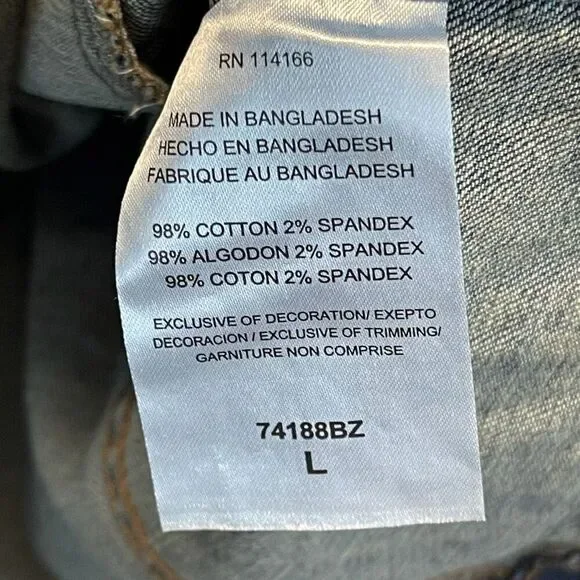 RN 114166
MADE IN BANGLADESH
HECHO EN BANGLADESH
FABRIQUE AU BANGLADESH
98% COTTON 2% SPANDEX
98% ALGODON 2% SPANDEX
98% COTON 2% SPANDEX
EXCLUSIVE OF DECORATION/ EXEPTO
DECORACION / EXCLUSIVE OF TRIMMING/
GARNITURE NON COMPRISE
74188BZ
L